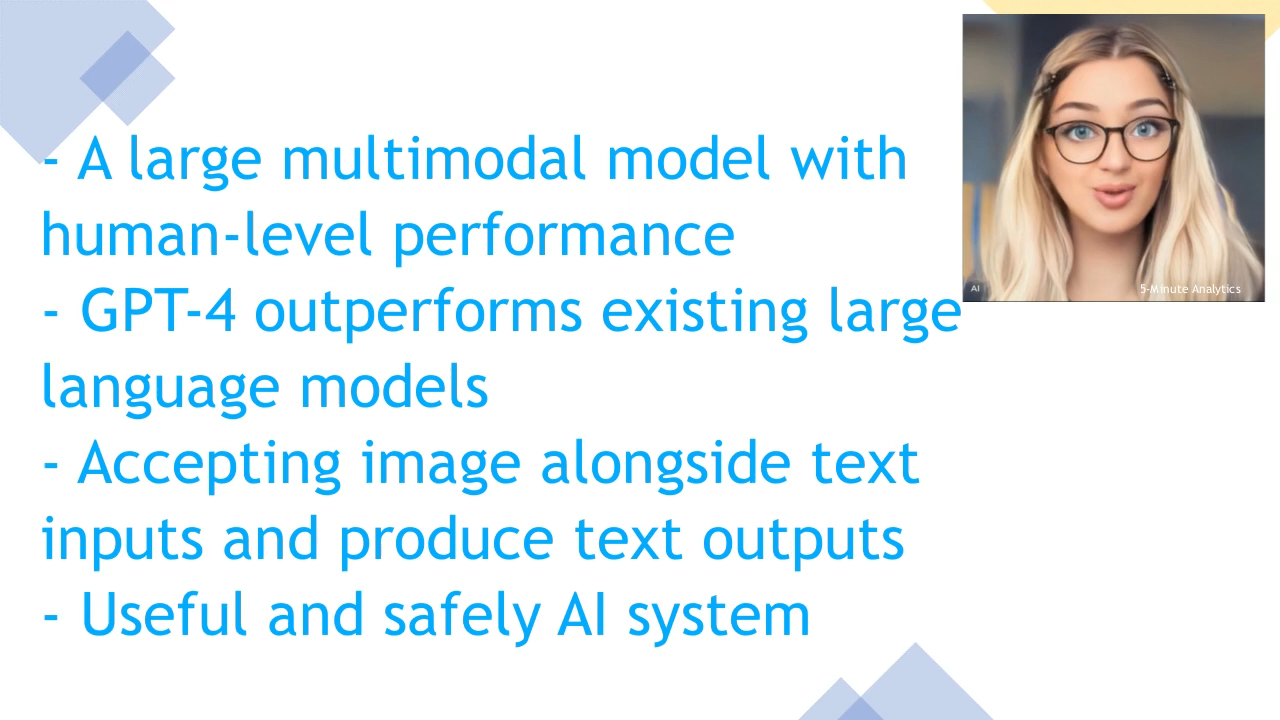 - A large multimodal model with
human-level performance
- GPT-4 outperforms existing large
language models
- Accepting image alongside text
inputs and produce text outputs
- Useful and safely AI system
AI
5-Minute Analytics